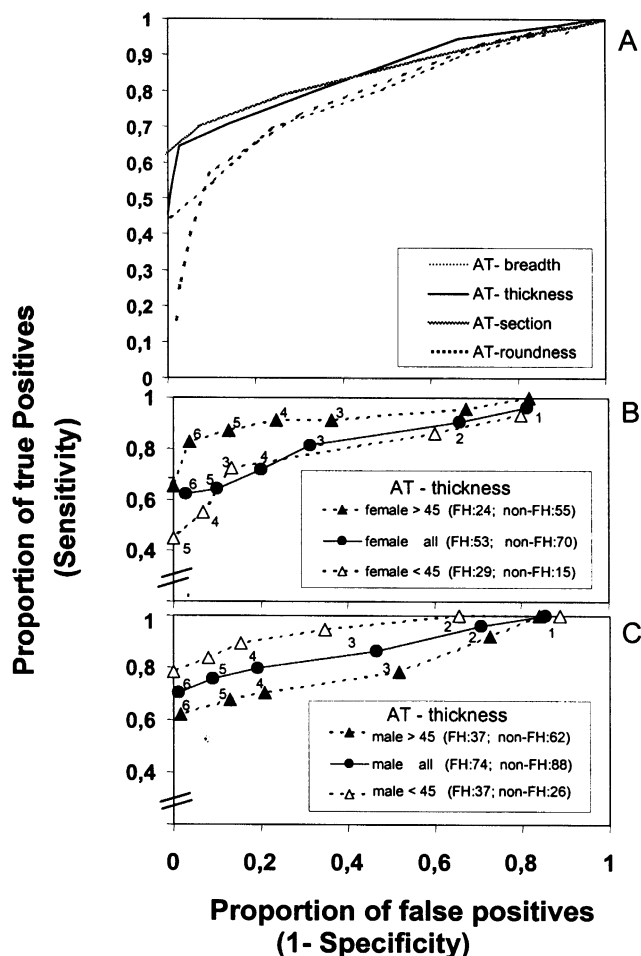 Proportion of true Positives
(Sensitivity)
A
1
0,9
0,8
0,7
0,6
0,5
0,4
0,3
0,2
0,1
0
AT- breadth
AT- thickness
AT-section
AT-roundness
B
1
0,8
0,6
0,4
6
5
4
3
2
1
6
5
4
3
5
4
3
2
1
AT - thickness
female > 45 (FH:24; non-FH:55)
female all (FH:53; non-FH:70)
female < 45 (FH:29; non-FH:15)
C
1
0,8
0,6
0,4
6
5
4
3
2
1
6
5
4
3
2
AT - thickness
male > 45 (FH:37; non-FH:62)
male all (FH:74; non-FH:88)
male < 45 (FH:37; non-FH:26)
0
0,2
0,4
0,6
0,8
1
Proportion of false positives
(1- Specificity)